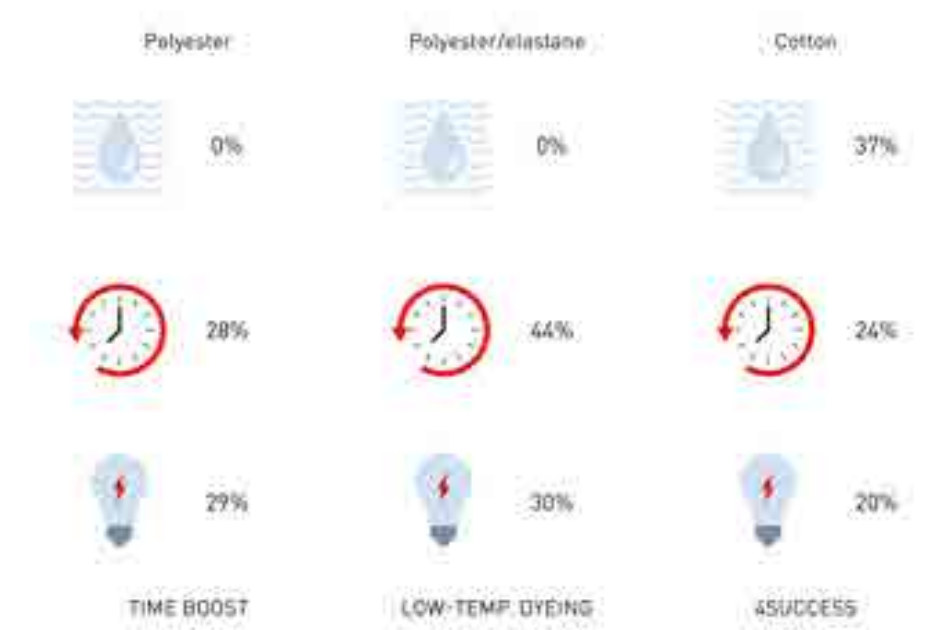 Polyester Polyester/elastane Cotton
0% 0% 37%
28% 44% 24%
29% 30% 20%
TIME BOOST LOW-TEMP. DYEING 4SUCCESS